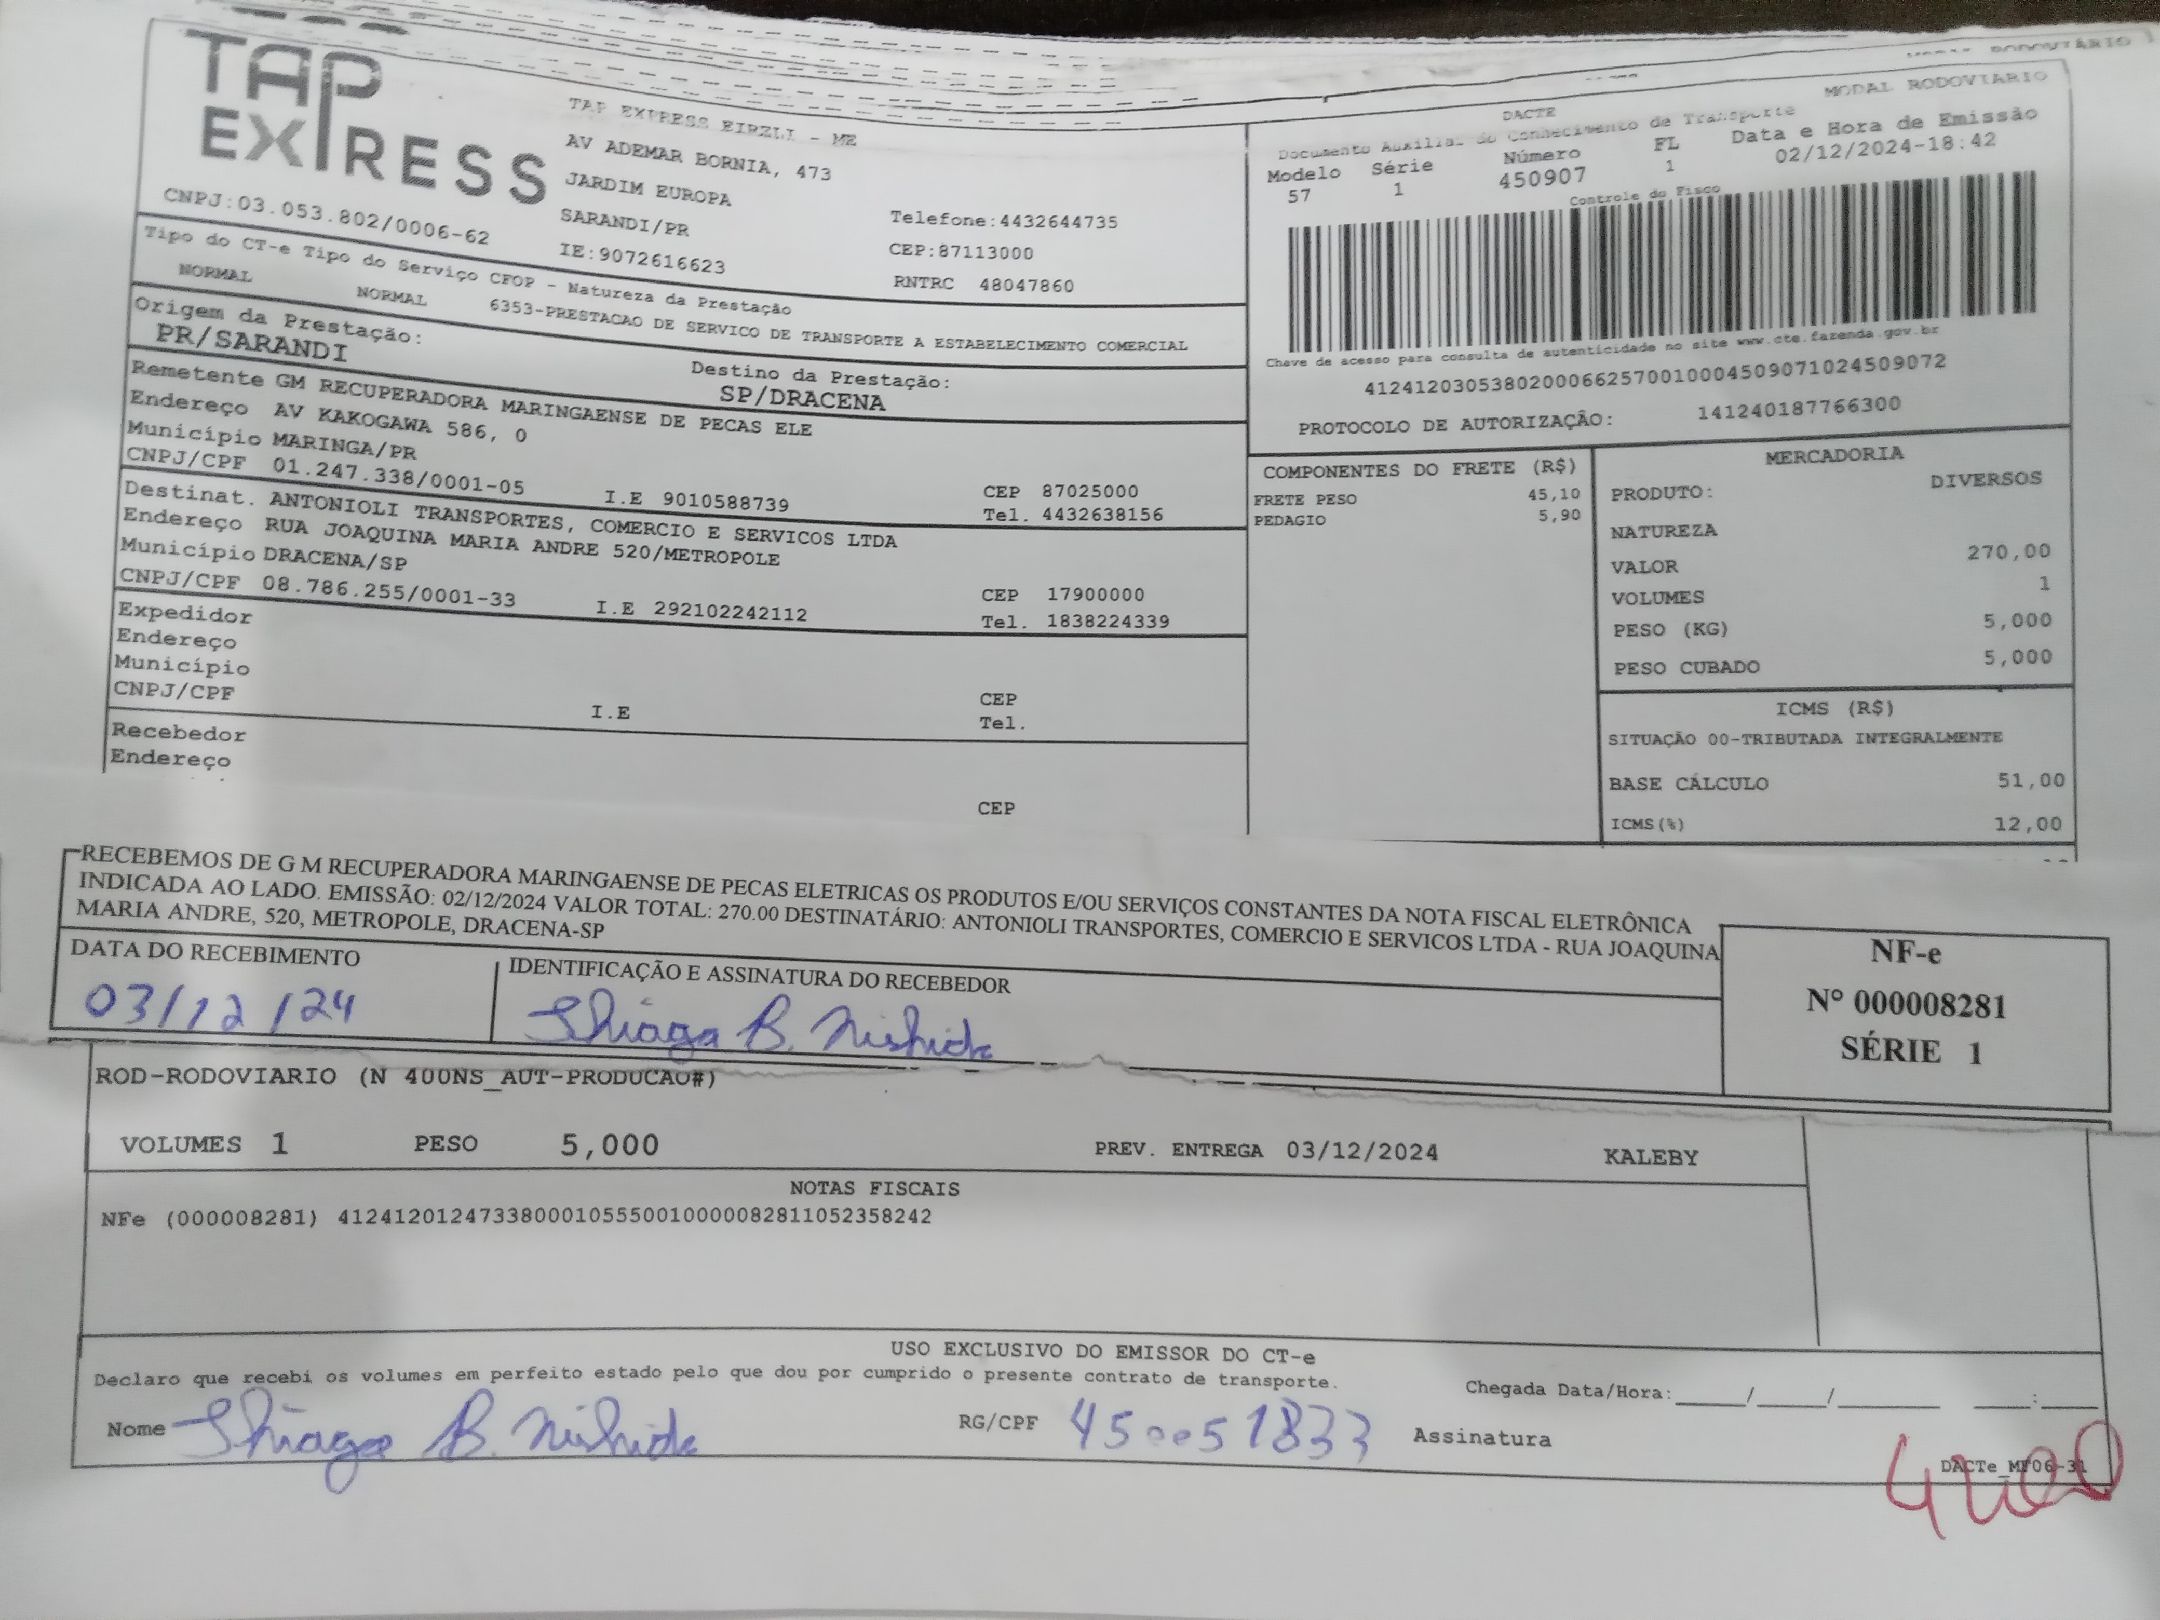 MODAL RODOVIÁRIO
TAP
EXPRESS
TAP EXPRESS EIRELI - ME
AV ADEMAR BORNIA, 473
JARDIM EUROPA
SARANDI/PR
IE:9072616623
Telefone:4432644735
CEP:87113000
RNTRC 48047860
CNPJ:03.053.802/0006-62
DACTE
MODAL RODOVIARIO
Documento Auxiliar do Conhecimento de Transporte
Modelo Série Número FL Data e Hora de Emissão
57 1 450907 1 02/12/2024-18:42
Controle do Fisco
Chave de acesso para consulta de autenticidade no site www.cte.fazenda.gov.br
41241203053802000662570010004509071024509072
PROTOCOLO DE AUTORIZAÇÃO: 141240187766300
Tipo do CT-e Tipo do Serviço CFOP - Natureza da Prestação
NORMAL NORMAL 6353-PRESTACAO DE SERVICO DE TRANSPORTE A ESTABELECIMENTO COMERCIAL
Origem da Prestação: Destino da Prestação:
PR/SARANDI SP/DRACENA
Remetente GM RECUPERADORA MARINGAENSE DE PECAS ELE
Endereço AV KAKOGAWA 586, 0
Município MARINGA/PR CEP 87025000
CNPJ/CPF 01.247.338/0001-05 I.E 9010588739 Tel. 4432638156
Destinat. ANTONIOLI TRANSPORTES, COMERCIO E SERVICOS LTDA
Endereço RUA JOAQUINA MARIA ANDRE 520/METROPOLE
Município DRACENA/SP CEP 17900000
CNPJ/CPF 08.786.255/0001-33 I.E 292102242112 Tel. 1838224339
Expedidor
Endereço
Município CEP
CNPJ/CPF I.E Tel.
Recebedor
Endereço
CEP
COMPONENTES DO FRETE (R$)
FRETE PESO 45,10
PEDAGIO 5,90
MERCADORIA
PRODUTO: DIVERSOS
NATUREZA
VALOR 270,00
VOLUMES 1
PESO (KG) 5,000
PESO CUBADO 5,000
ICMS (R$)
SITUAÇÃO 00-TRIBUTADA INTEGRALMENTE
BASE CÁLCULO 51,00
ICMS(%) 12,00
RECEBEMOS DE G M RECUPERADORA MARINGAENSE DE PECAS ELETRICAS OS PRODUTOS E/OU SERVIÇOS CONSTANTES DA NOTA FISCAL ELETRÔNICA
INDICADA AO LADO. EMISSÃO: 02/12/2024 VALOR TOTAL: 270.00 DESTINATÁRIO: ANTONIOLI TRANSPORTES, COMERCIO E SERVICOS LTDA - RUA JOAQUINA
MARIA ANDRE, 520, METROPOLE, DRACENA-SP
DATA DO RECEBIMENTO IDENTIFICAÇÃO E ASSINATURA DO RECEBEDOR
03/12/24 Thiago B. Nishida
NF-e
Nº 000008281
SÉRIE 1
ROD-RODOVIARIO (N 400NS_AUT-PRODUCAO#)
VOLUMES 1 PESO 5,000 PREV. ENTREGA 03/12/2024 KALEBY
NOTAS FISCAIS
NFe (000008281) 41241201247338000105550010000082811052358242
USO EXCLUSIVO DO EMISSOR DO CT-e
Declaro que recebi os volumes em perfeito estado pelo que dou por cumprido o presente contrato de transporte. Chegada Data/Hora:____/____/______ ___:___
Nome Thiago B. Nishida RG/CPF 450051833 Assinatura
DACTe_MF06-31